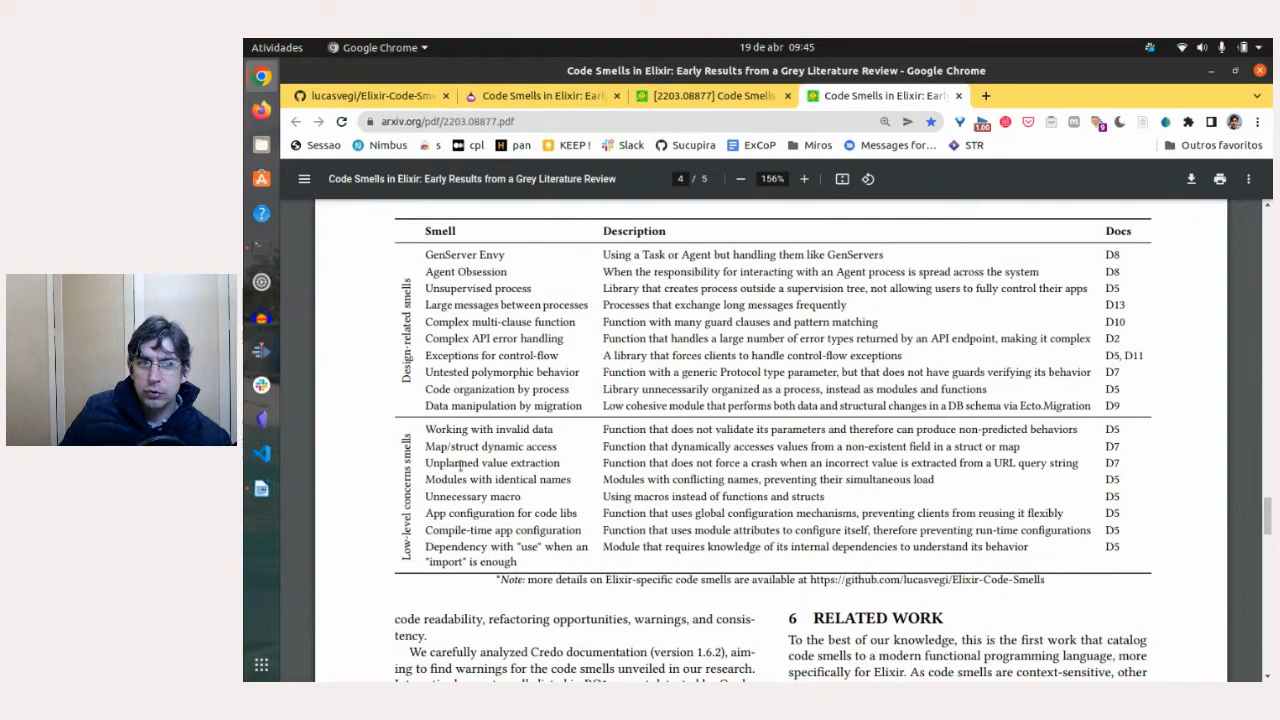 Atividades Google Chrome 19 de abr 09:45
Code Smells in Elixir: Early Results from a Grey Literature Review - Google Chrome
lucasvegi/Elixir-Code-Sm Code Smells in Elixir: Earl [2203.08877] Code Smells Code Smells in Elixir: Earl
arxiv.org/pdf/2203.08877.pdf 1.00 9
Sessao Nimbus s cpl pan KEEP! Slack Sucupira ExCoP Miros Messages for... STR Outros favoritos
Code Smells in Elixir: Early Results from a Grey Literature Review 4 / 5 156%
Smell Description Docs
Design-related smells
GenServer Envy Using a Task or Agent but handling them like GenServers D8
Agent Obsession When the responsibility for interacting with an Agent process is spread across the system D8
Unsupervised process Library that creates process outside a supervision tree, not allowing users to fully control their apps D5
Large messages between processes Processes that exchange long messages frequently D13
Complex multi-clause function Function with many guard clauses and pattern matching D10
Complex API error handling Function that handles a large number of error types returned by an API endpoint, making it complex D2
Exceptions for control-flow A library that forces clients to handle control-flow exceptions D5, D11
Untested polymorphic behavior Function with a generic Protocol type parameter, but that does not have guards verifying its behavior D7
Code organization by process Library unnecessarily organized as a process, instead as modules and functions D5
Data manipulation by migration Low cohesive module that performs both data and structural changes in a DB schema via Ecto.Migration D9
Low-level concerns smells
Working with invalid data Function that does not validate its parameters and therefore can produce non-predicted behaviors D5
Map/struct dynamic access Function that dynamically accesses values from a non-existent field in a struct or map D7
Unplanned value extraction Function that does not force a crash when an incorrect value is extracted from a URL query string D7
Modules with identical names Modules with conflicting names, preventing their simultaneous load D5
Unnecessary macro Using macros instead of functions and structs D5
App configuration for code libs Function that uses global configuration mechanisms, preventing clients from reusing it flexibly D5
Compile-time app configuration Function that uses module attributes to configure itself, therefore preventing run-time configurations D5
Dependency with "use" when an Module that requires knowledge of its internal dependencies to understand its behavior D5
"import" is enough
*Note: more details on Elixir-specific code smells are available at https://github.com/lucasvegi/Elixir-Code-Smells
code readability, refactoring opportunities, warnings, and consis-
tency.
We carefully analyzed Credo documentation (version 1.6.2), aim-
ing to find warnings for the code smells unveiled in our research.
6 RELATED WORK
To the best of our knowledge, this is the first work that catalog
code smells to a modern functional programming language, more
specifically for Elixir. As code smells are context-sensitive, other